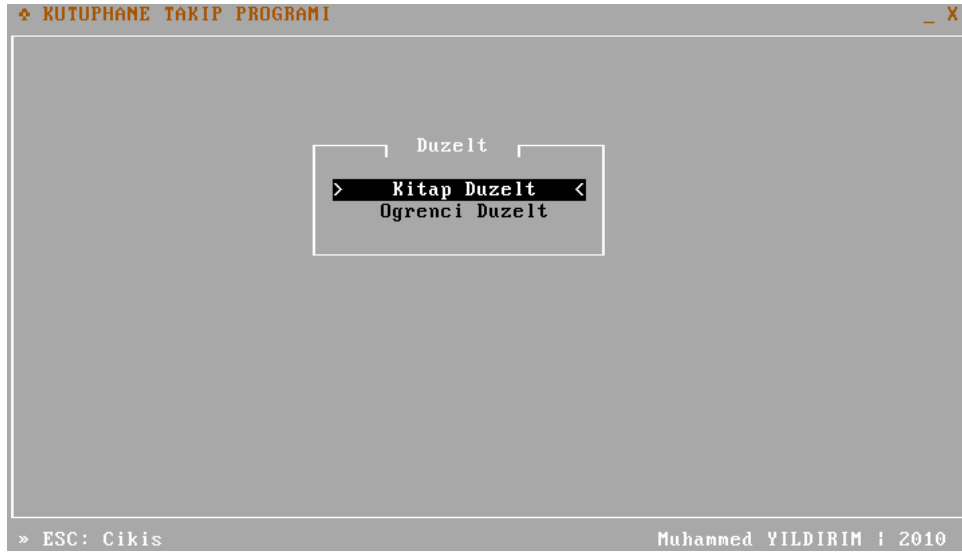 ♣ KUTUPHANE TAKIP PROGRAMI _ X
Duzelt
> Kitap Duzelt <
Ogrenci Duzelt
» ESC: Cikis Muhammed YILDIRIM ¦ 2010